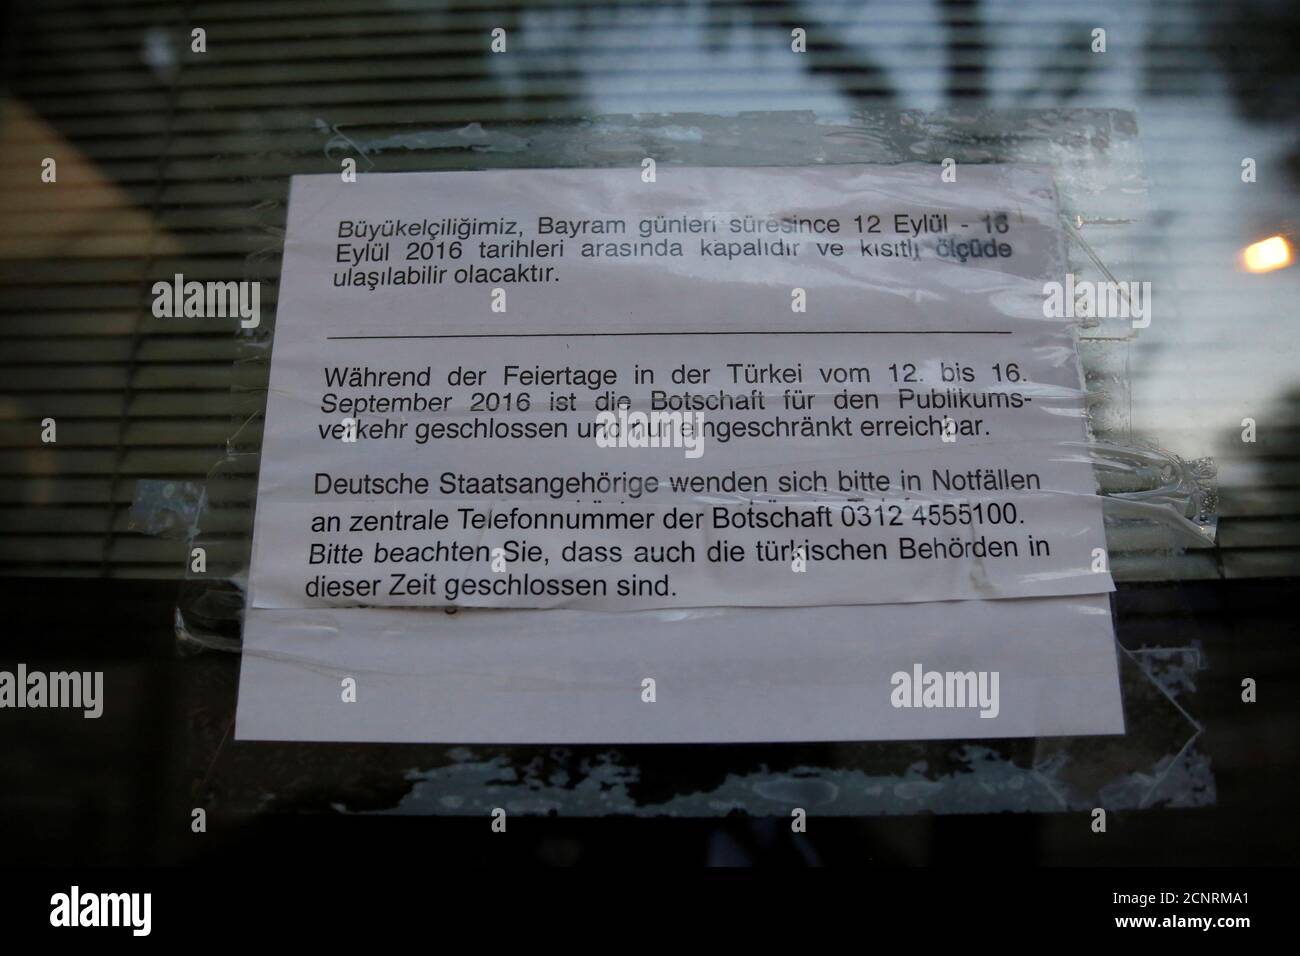 Büyükelçiliğimiz, Bayram günleri süresince 12 Eylül - 16
Eylül 2016 tarihleri arasında kapalıdır ve kısıtlı ölçüde
ulaşılabilir olacaktır.
Während der Feiertage in der Türkei vom 12. bis 16.
September 2016 ist die Botschaft für den Publikums-
verkehr geschlossen und nur eingeschränkt erreichbar.
Deutsche Staatsangehörige wenden sich bitte in Notfällen
an zentrale Telefonnummer der Botschaft 0312 4555100.
Bitte beachten Sie, dass auch die türkischen Behörden in
dieser Zeit geschlossen sind.
a a a a
a a a
alamy alamy
a a a
a alamy a
a a a
alamy a a alamy a
a a a a
alamy
Image ID: 2CNRMA1
www.alamy.com